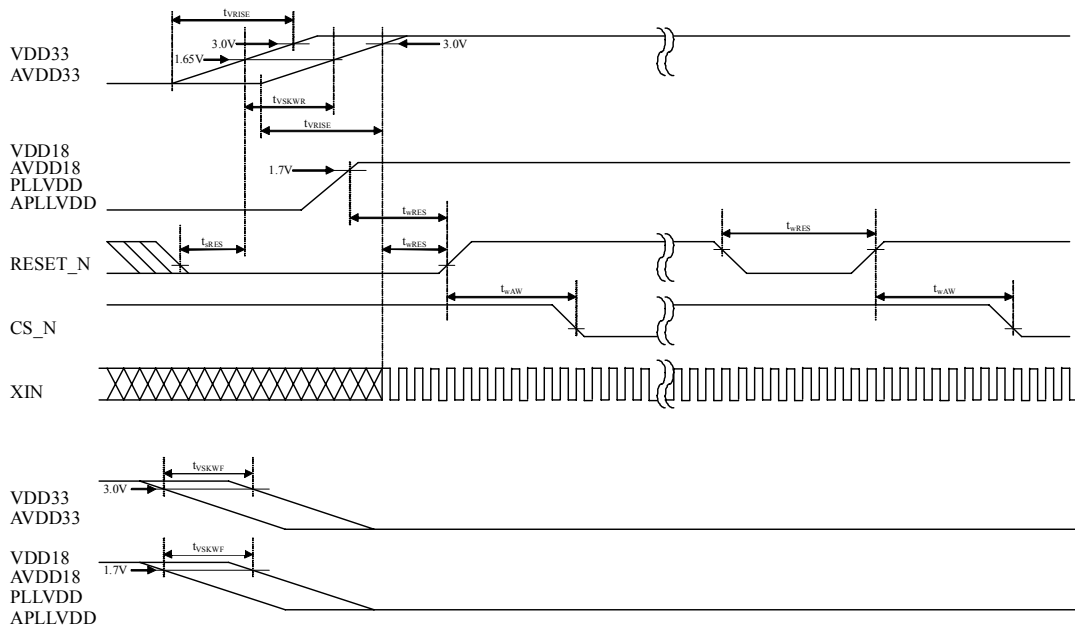 tVRISE
3.0V
3.0V
VDD33
AVDD33
1.65V
tVSKWR
tVRISE
VDD18
AVDD18
PLLVDD
APLLVDD
1.7V
twRES
tsRES
twRES
twRES
RESET_N
twAW
twAW
CS_N
XIN
tVSKWF
3.0V
VDD33
AVDD33
tVSKWF
VDD18
AVDD18
PLLVDD
APLLVDD
1.7V